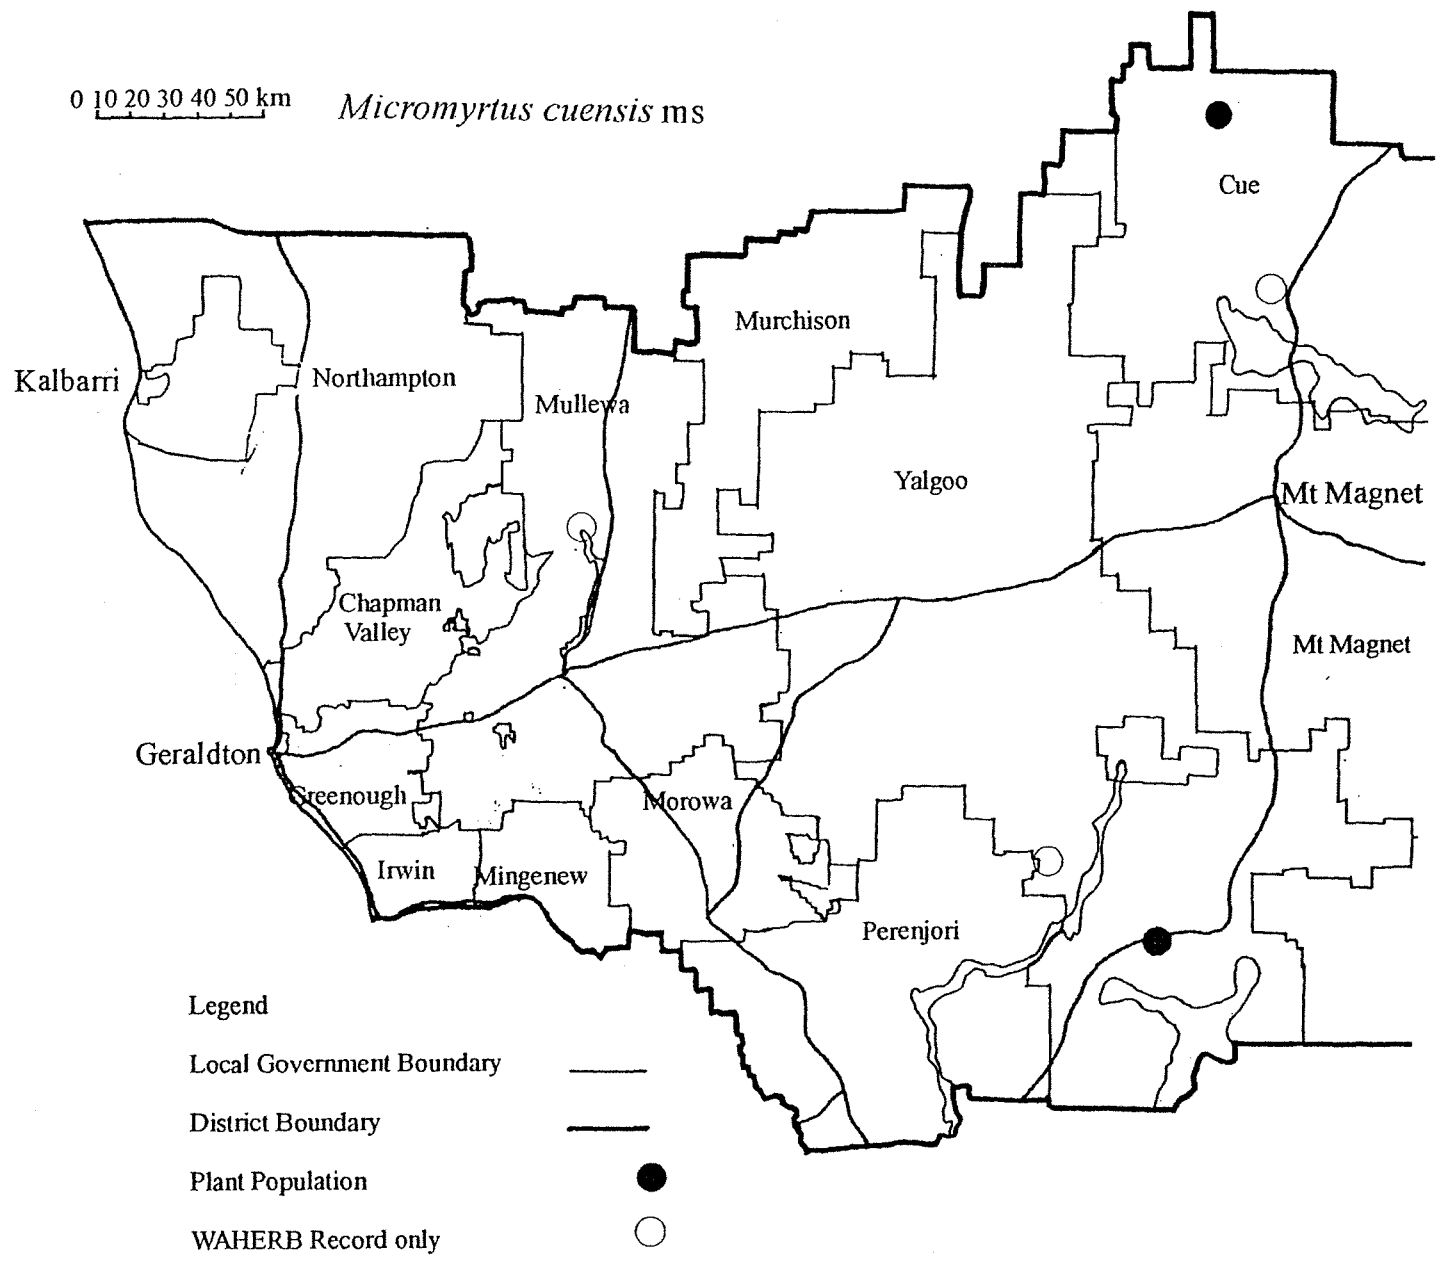 0 10 20 30 40 50 km
Micromyrtus cuensis ms
Cue
Murchison
Kalbarri
Northampton
Mullewa
Yalgoo
Mt Magnet
Chapman
Valley
Mt Magnet
Geraldton
Greenough
Morowa
Irwin
Mingenew
Perenjori
Legend
Local Government Boundary
District Boundary
Plant Population
WAHERB Record only